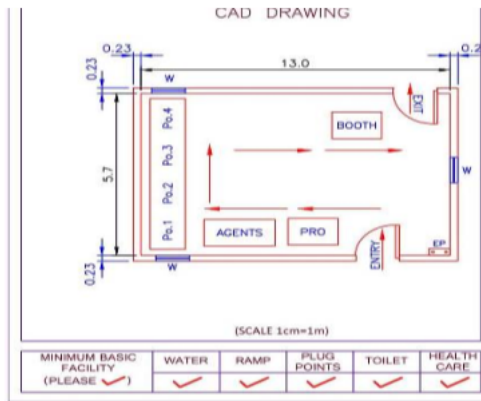 CAD DRAWING
0.23
13.0
0.2
0.23
W
EXIT
Po.4
BOOTH
Po.3
W
5.7
Po.2
Po.1
AGENTS
PRO
ENTRY
EP
0.23
W
(SCALE 1cm=1m)
MINIMUM BASIC
FACILITY
(PLEASE ✓)
WATER
RAMP
PLUG
POINTS
TOILET
HEALTH
CARE
✓ ✓ ✓ ✓ ✓